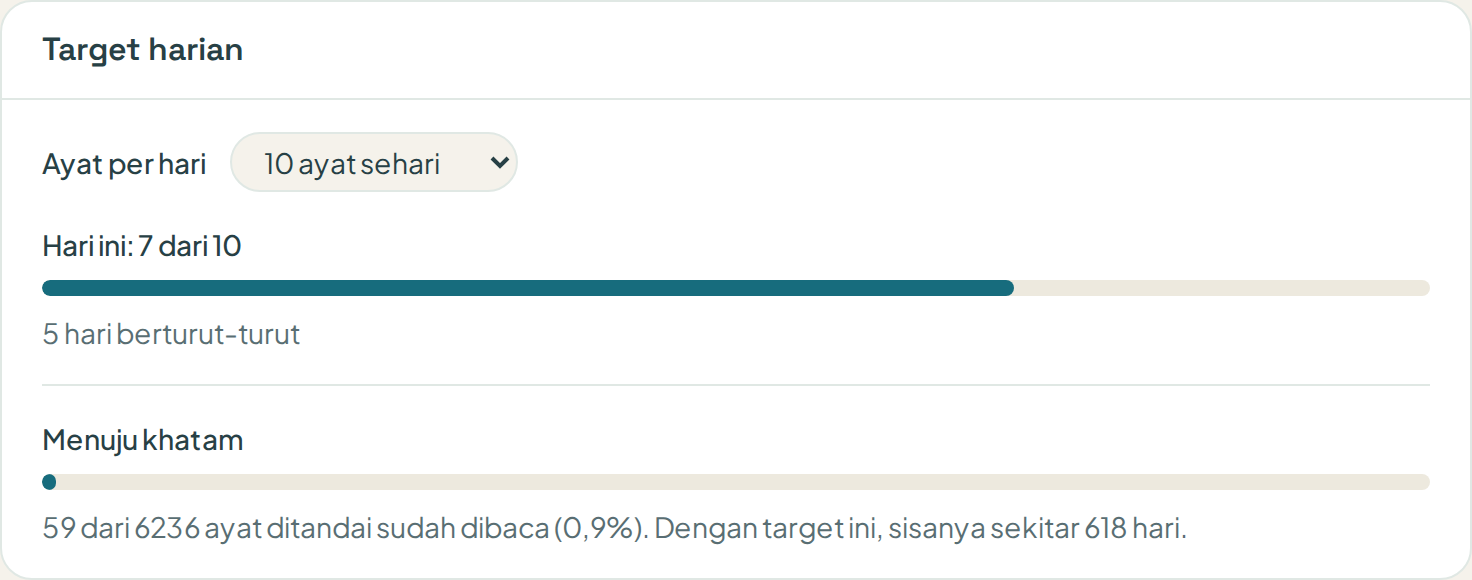 Target harian
Ayat per hari 10 ayat sehari
Hari ini: 7 dari 10
5 hari berturut-turut
Menuju khatam
59 dari 6236 ayat ditandai sudah dibaca (0,9%). Dengan target ini, sisanya sekitar 618 hari.